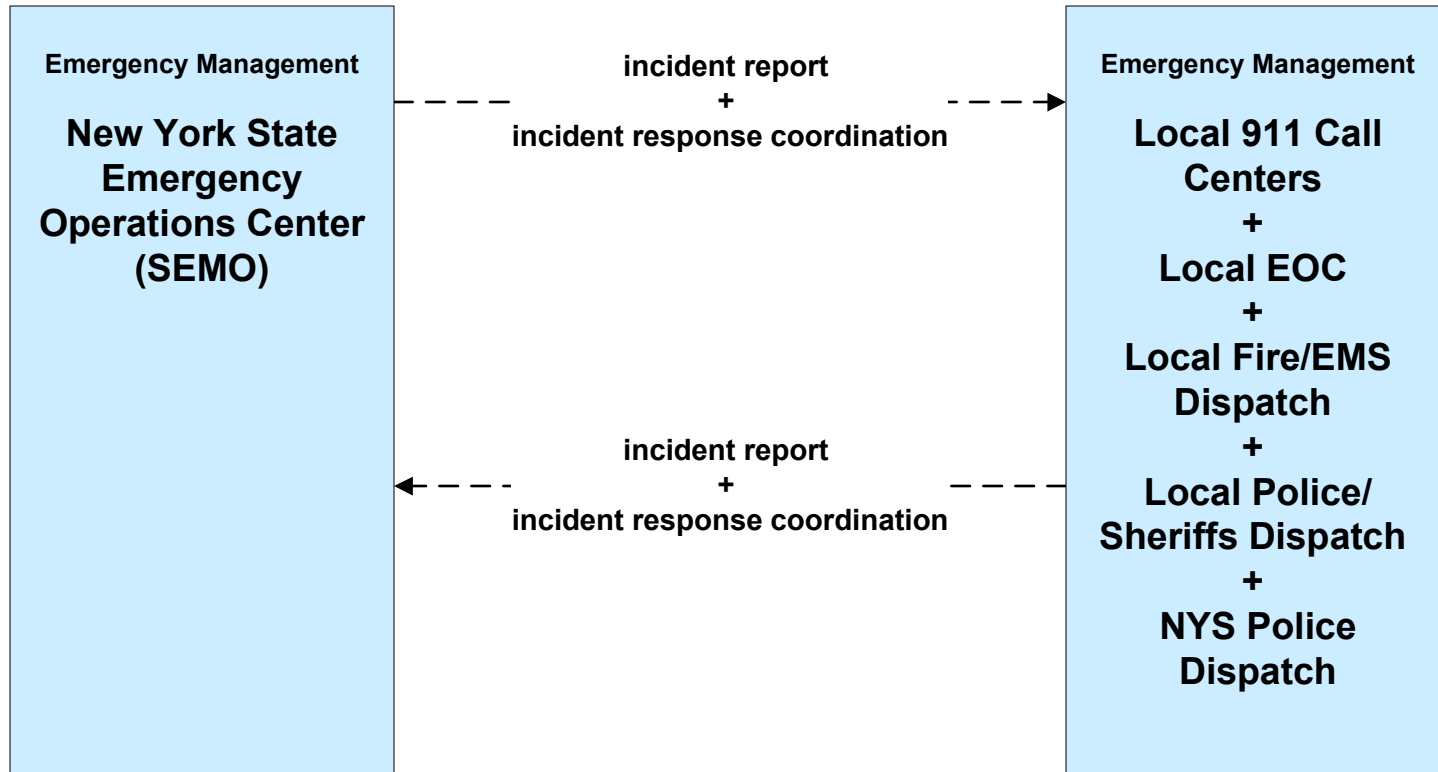 Emergency Management
New York State
Emergency
Operations Center
(SEMO)
incident report
+
incident response coordination
incident report
+
incident response coordination
Emergency Management
Local 911 Call
Centers
+
Local EOC
+
Local Fire/EMS
Dispatch
+
Local Police/
Sheriffs Dispatch
+
NYS Police
Dispatch